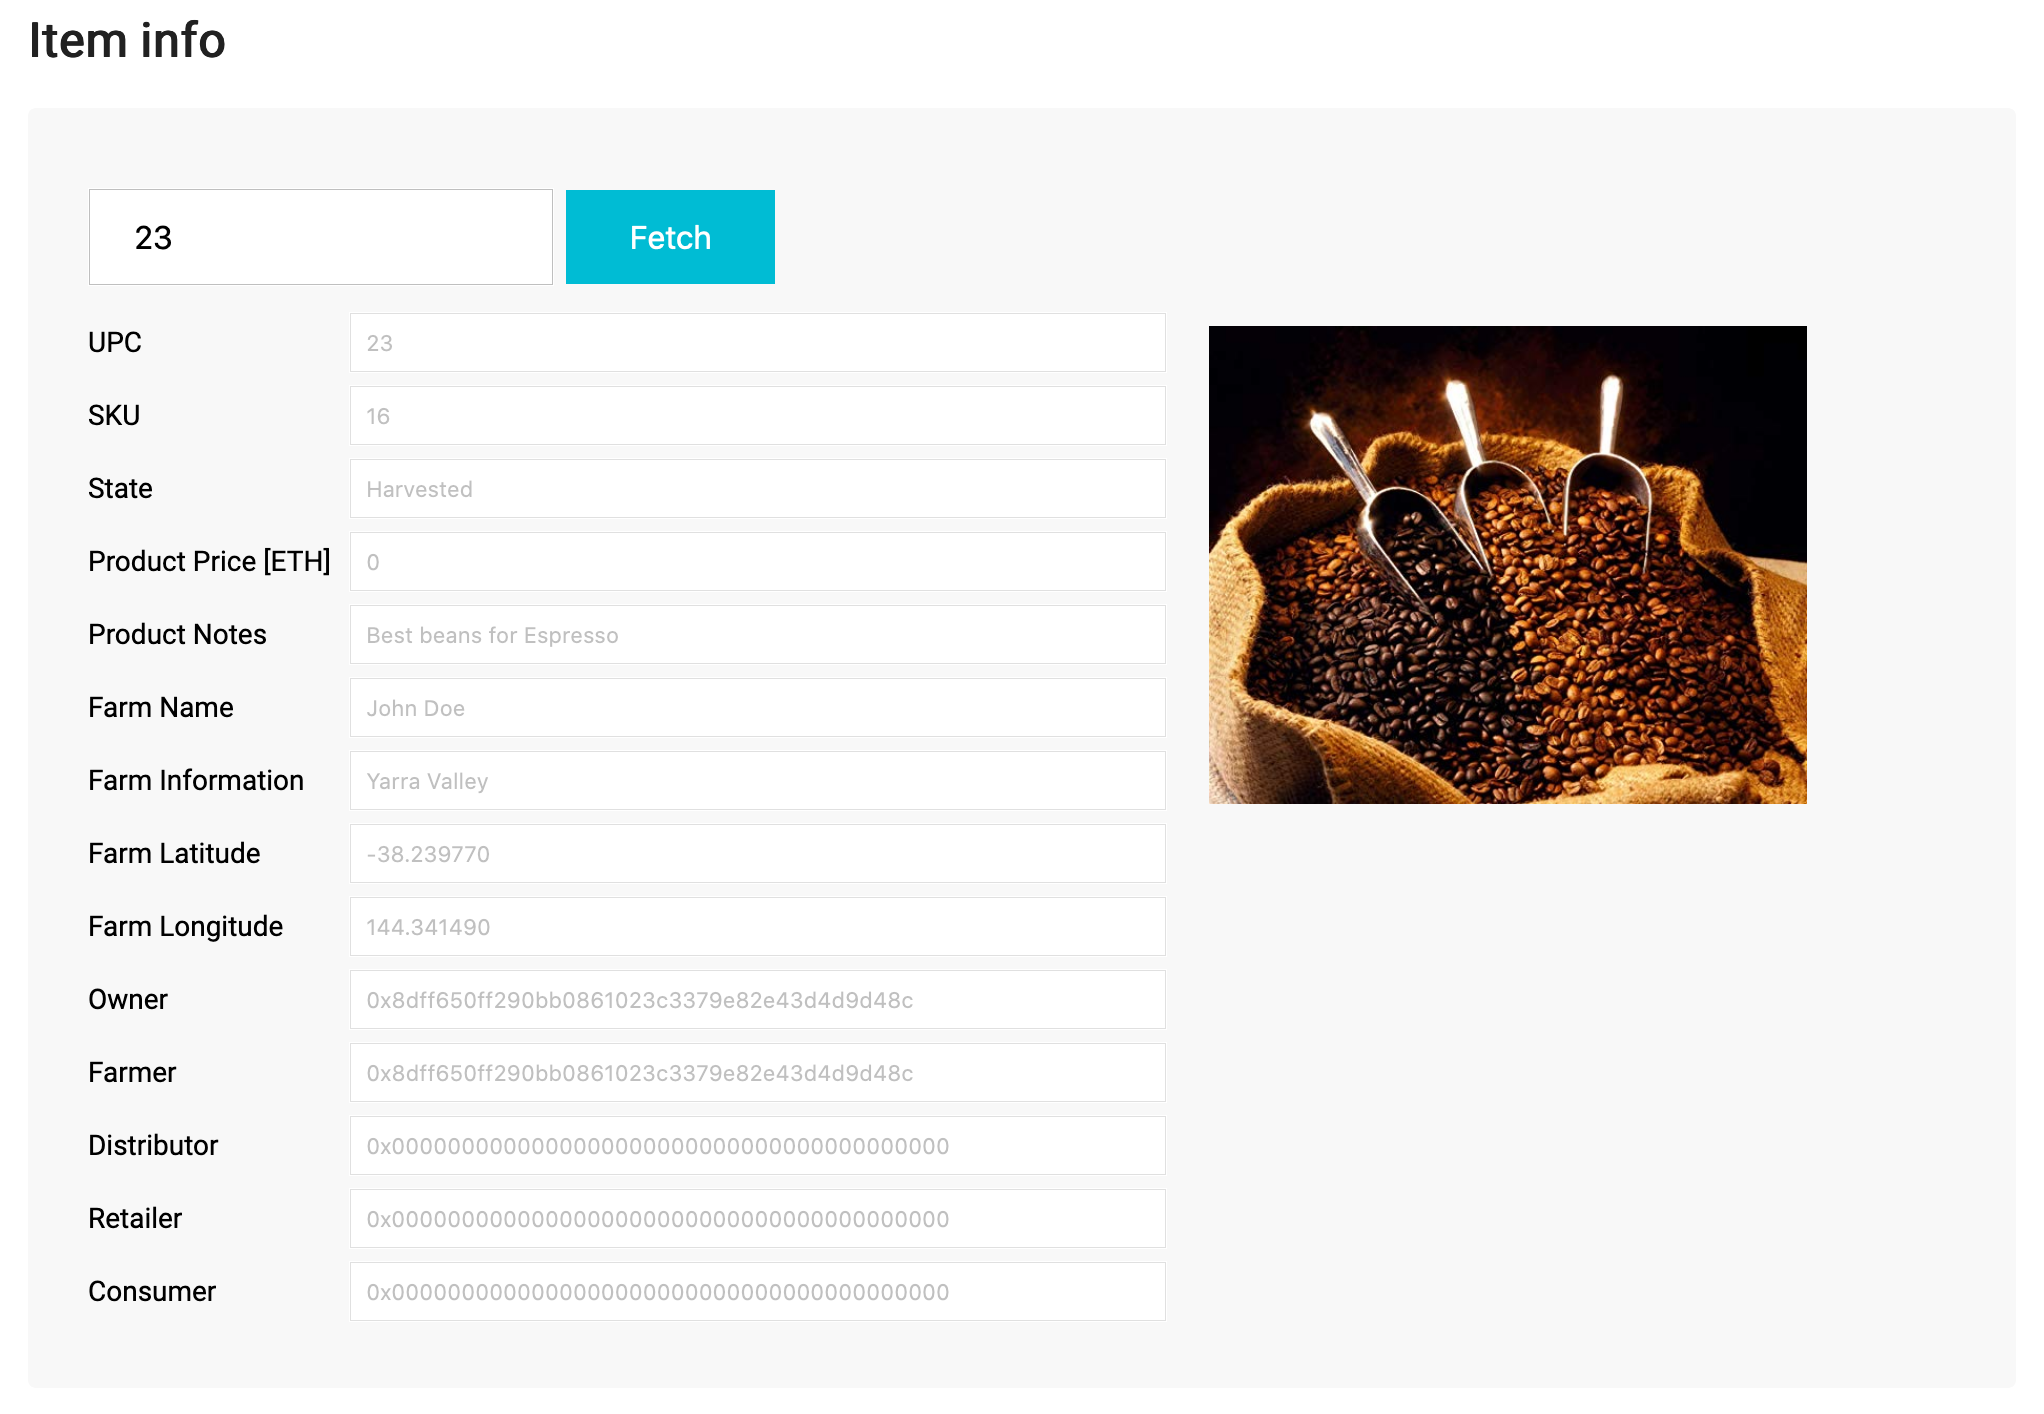 Item info
23
Fetch
UPC
23
SKU
16
State
Harvested
Product Price [ETH]
0
Product Notes
Best beans for Espresso
Farm Name
John Doe
Farm Information
Yarra Valley
Farm Latitude
-38.239770
Farm Longitude
144.341490
Owner
0x8dff650ff290bb0861023c3379e82e43d4d9d48c
Farmer
0x8dff650ff290bb0861023c3379e82e43d4d9d48c
Distributor
0x0000000000000000000000000000000000000000
Retailer
0x0000000000000000000000000000000000000000
Consumer
0x0000000000000000000000000000000000000000